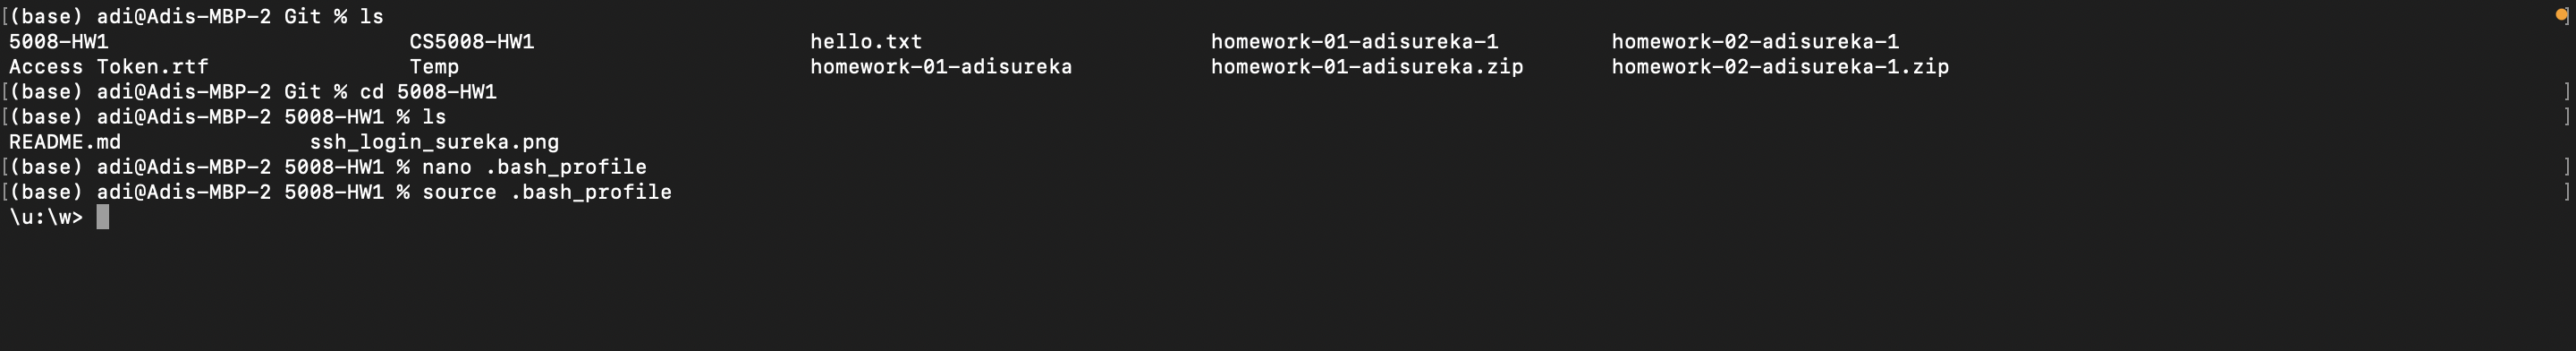 [(base) adi@Adis-MBP-2 Git % ls ]
5008-HW1 CS5008-HW1 hello.txt homework-01-adisureka-1 homework-02-adisureka-1
Access Token.rtf Temp homework-01-adisureka homework-01-adisureka.zip homework-02-adisureka-1.zip
[(base) adi@Adis-MBP-2 Git % cd 5008-HW1 ]
[(base) adi@Adis-MBP-2 5008-HW1 % ls ]
README.md ssh_login_sureka.png
[(base) adi@Adis-MBP-2 5008-HW1 % nano .bash_profile ]
[(base) adi@Adis-MBP-2 5008-HW1 % source .bash_profile ]
\u:\w>